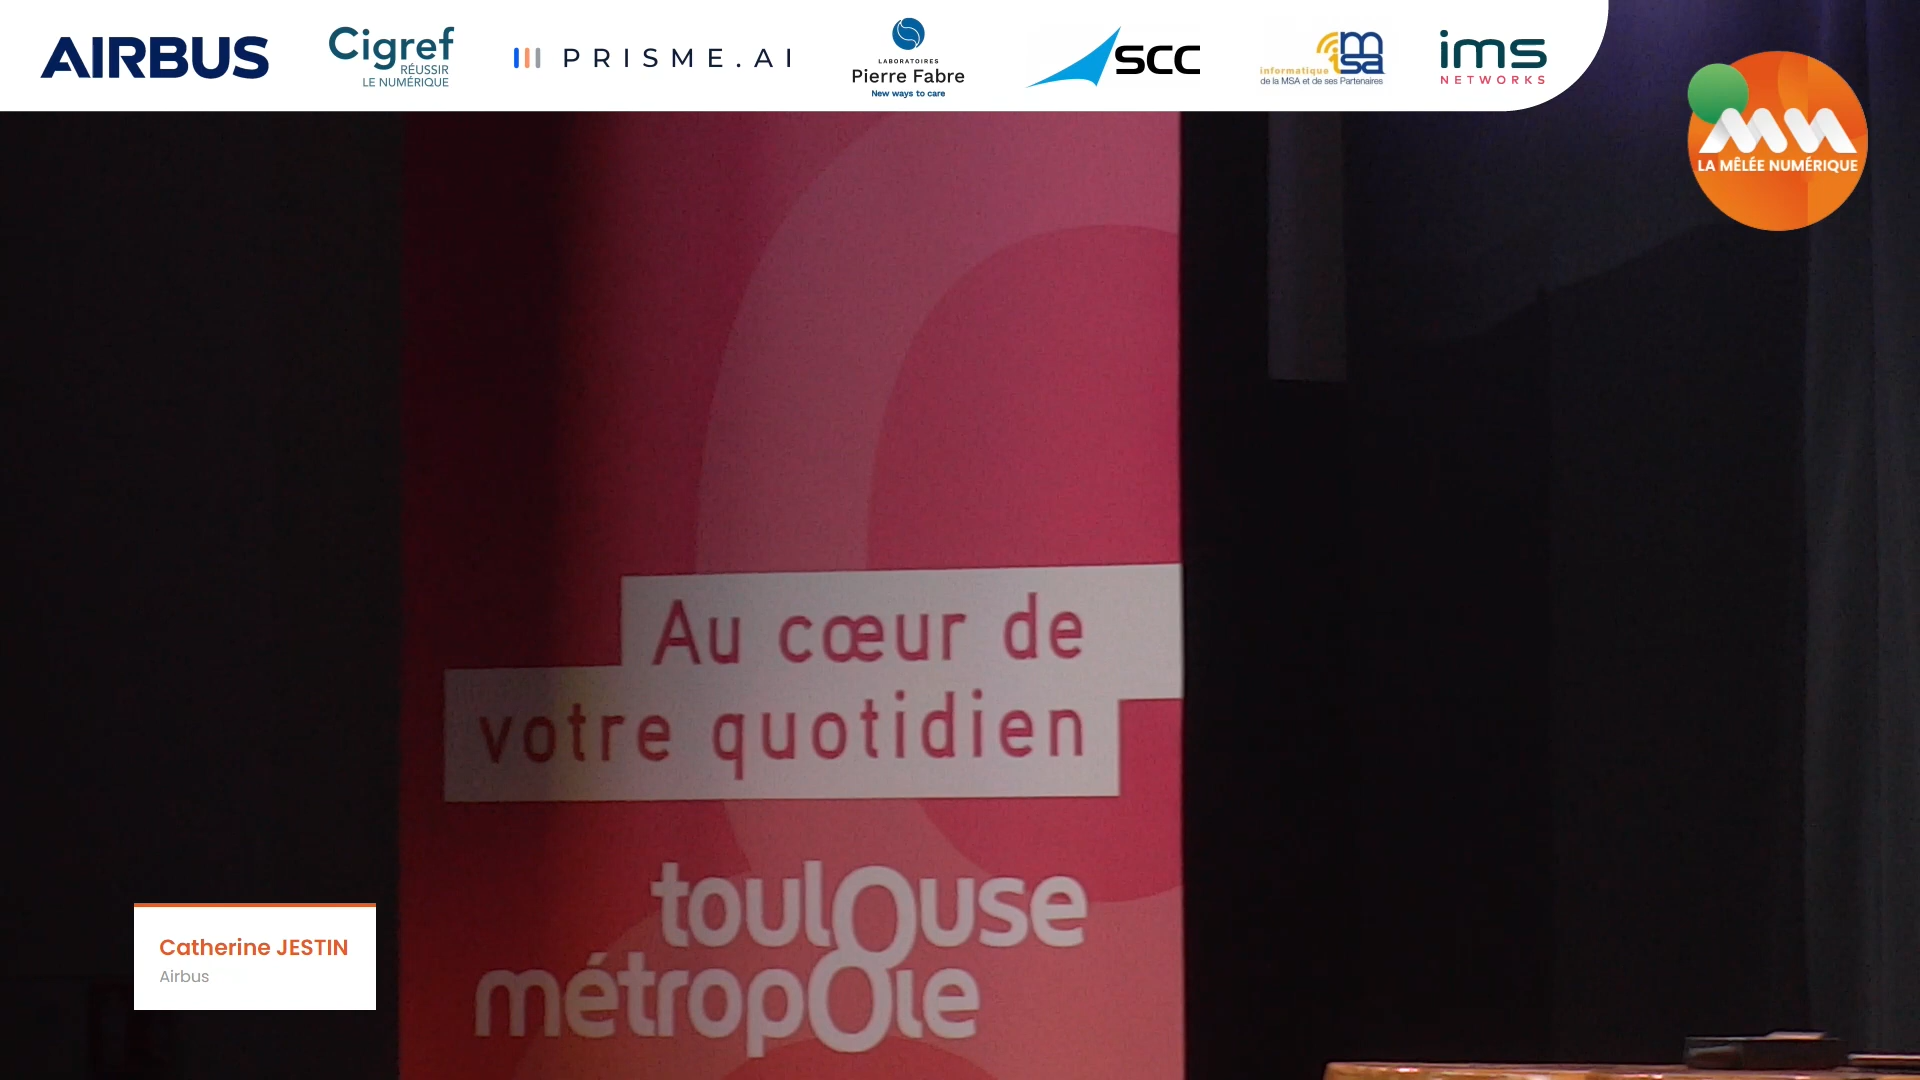 AIRBUS
Cigref
RÉUSSIR
LE NUMÉRIQUE
PRISME.AI
LABORATOIRES
Pierre Fabre
New ways to care
SCC
msa
informatique
de la MSA et de ses Partenaires
ims
NETWORKS
LA MÊLÉE NUMÉRIQUE
Au cœur de
votre quotidien
toulouse
métropole
Catherine JESTIN
Airbus